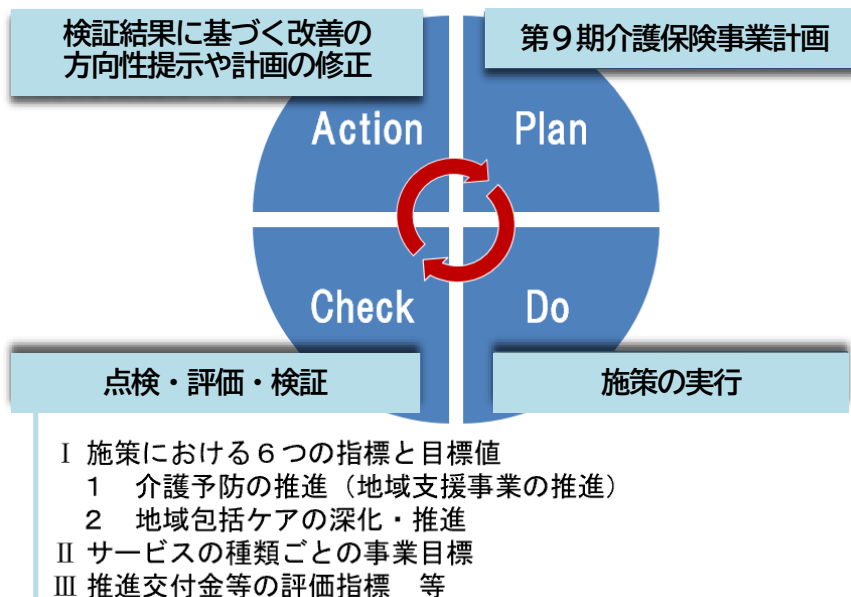 検証結果に基づく改善の
方向性提示や計画の修正
第９期介護保険事業計画
Action
Plan
Check
Do
点検・評価・検証
施策の実行
Ⅰ 施策における６つの指標と目標値
１　介護予防の推進（地域支援事業の推進）
２　地域包括ケアの深化・推進
Ⅱ サービスの種類ごとの事業目標
Ⅲ 推進交付金等の評価指標　等